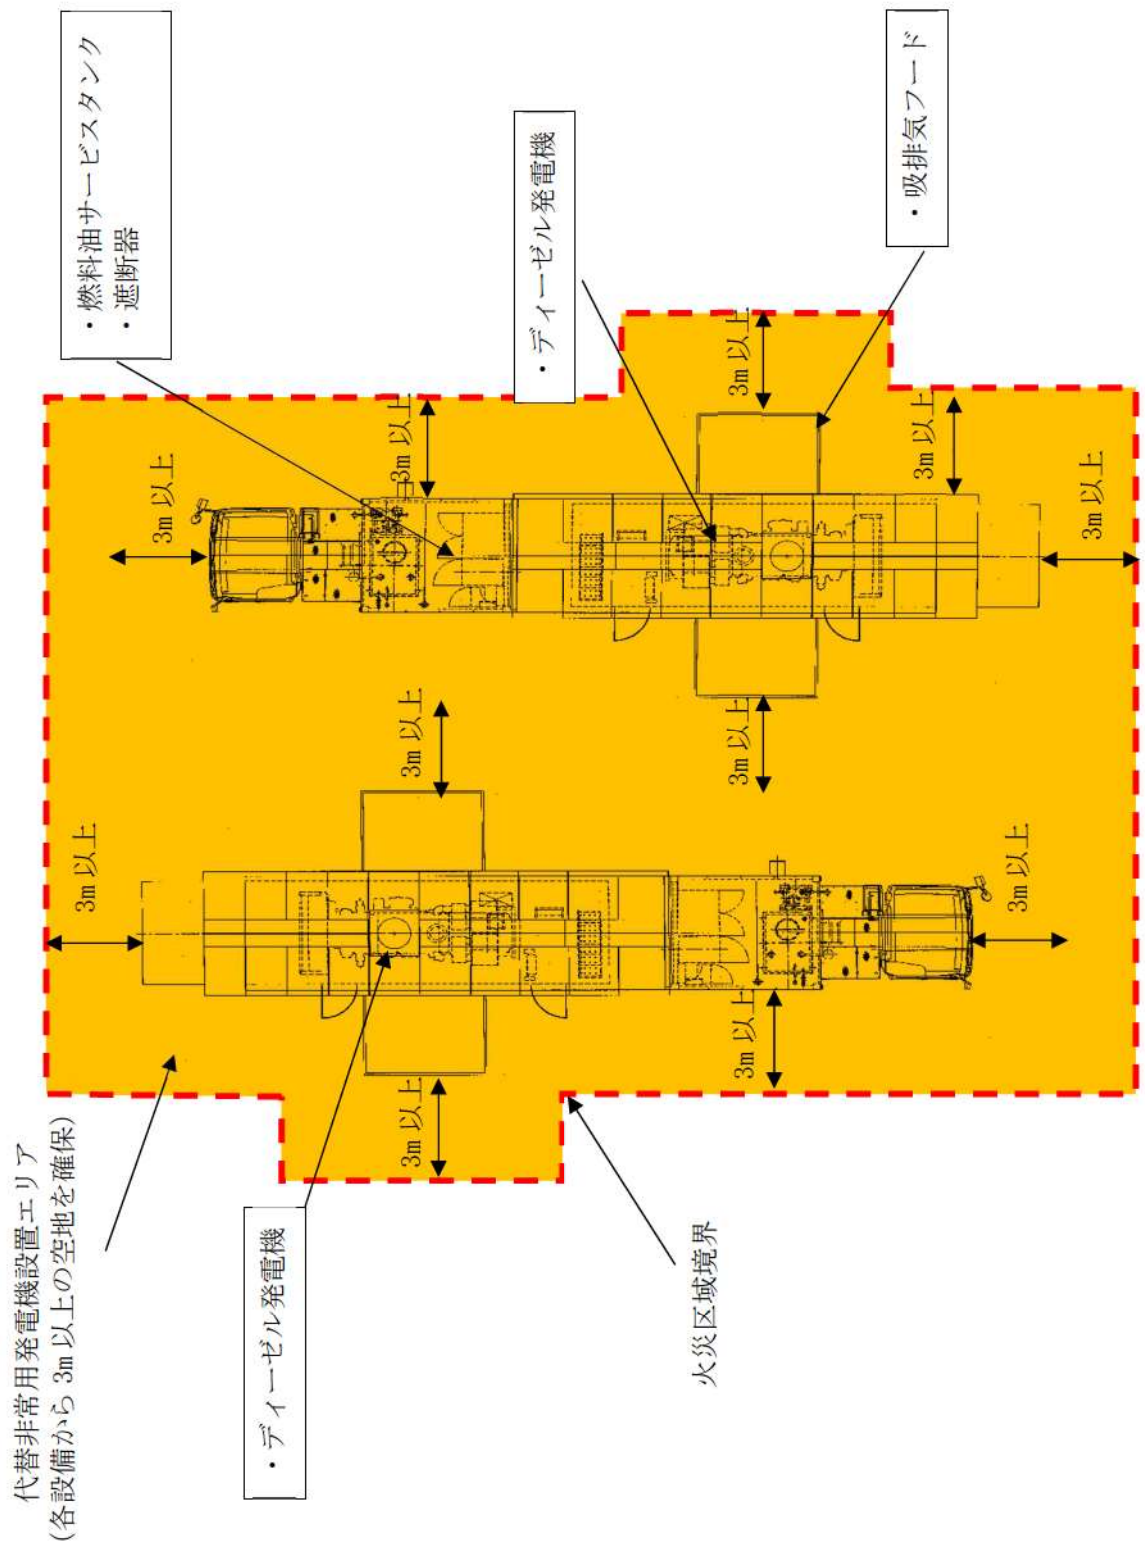 代替非常用発電機設置エリア
(各設備から 3m 以上の空地を確保)
3m 以上
・燃料油サービスタンク
・遮断器
3m 以上
・ディーゼル発電機
3m 以上
3m 以上
3m 以上
・ディーゼル発電機
火災区域境界
3m 以上
3m 以上
3m 以上
・吸排気フード
3m 以上
3m 以上
3m 以上